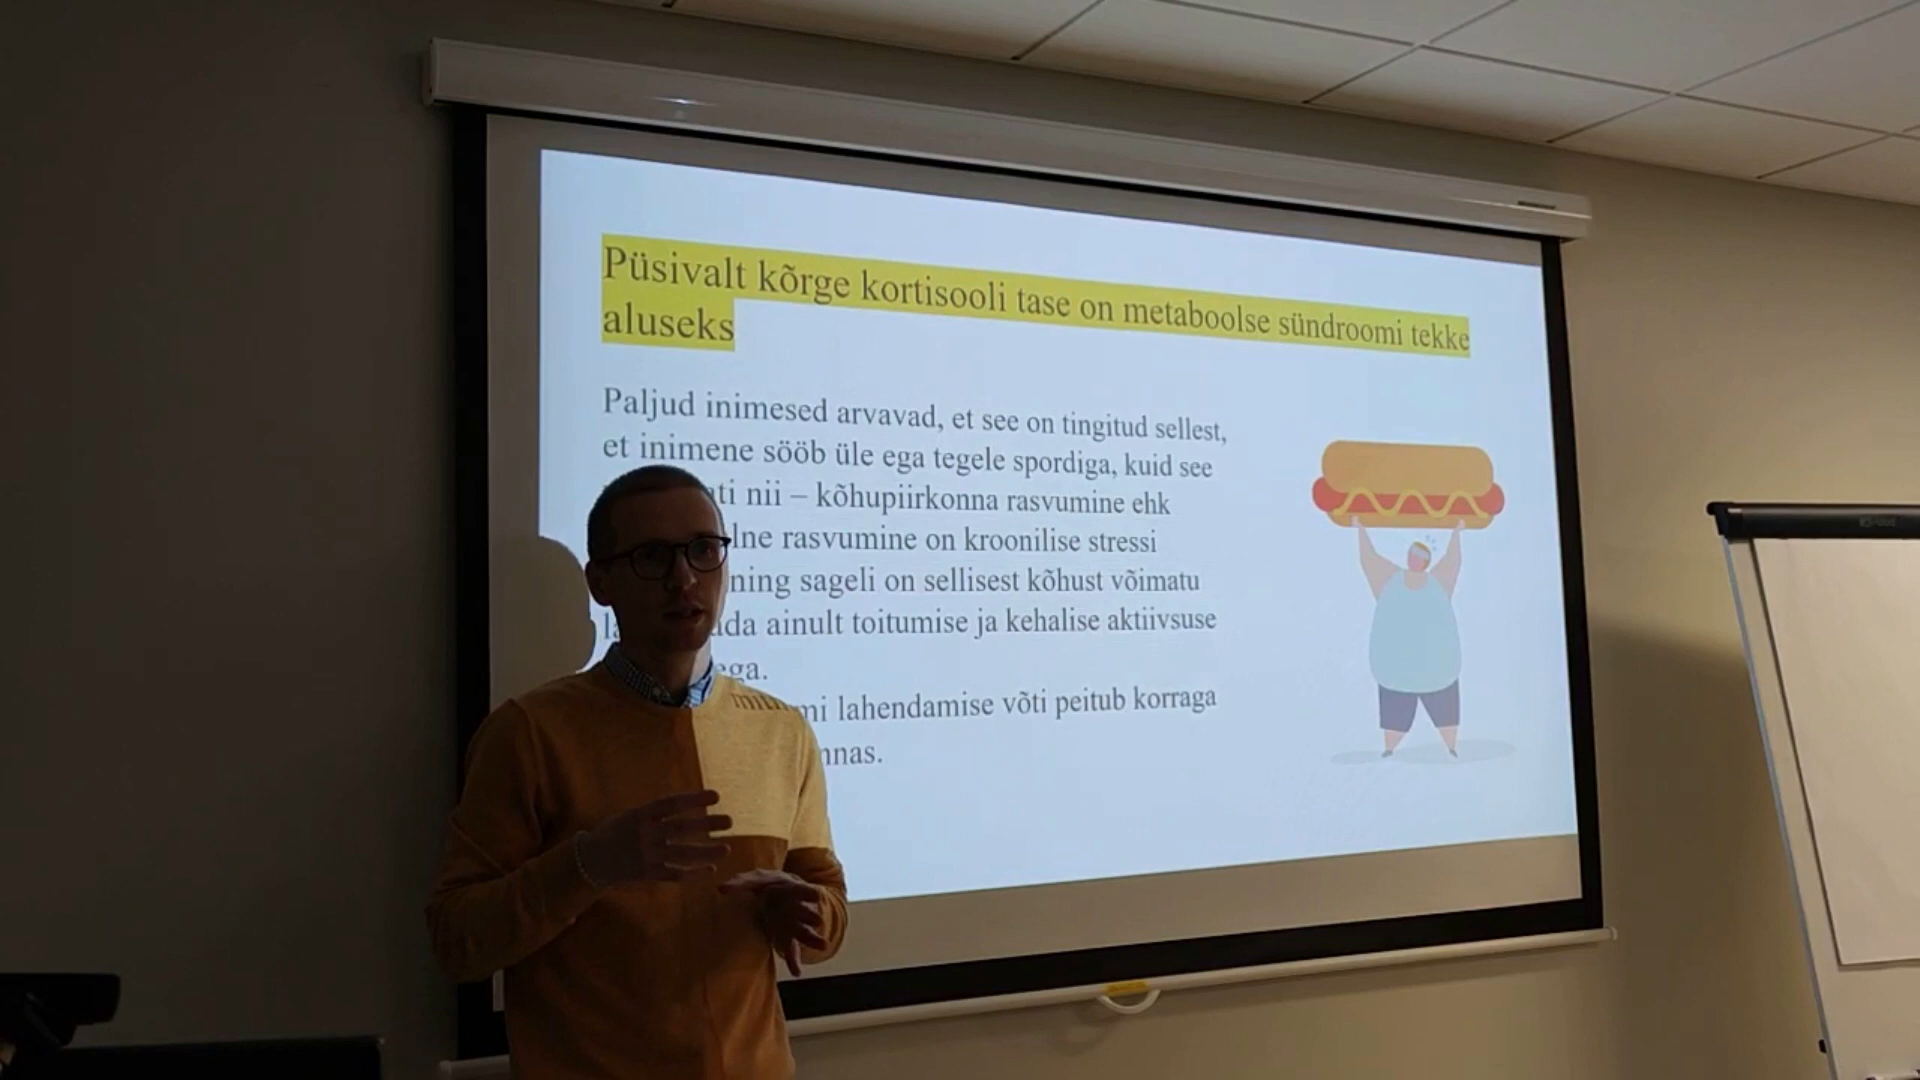 Püsivalt kõrge kortisooli tase on metaboolse sündroomi tekke
aluseks
Paljud inimesed arvavad, et see on tingitud sellest,
et inimene sööb üle ega tegele spordiga, kuid see
nii – kõhupiirkonna rasvumine ehk
rasvumine on kroonilise stressi
ning sageli on sellisest kõhust võimatu
ainult toitumise ja kehalise aktiivsuse
lahendamise võti peitub korraga